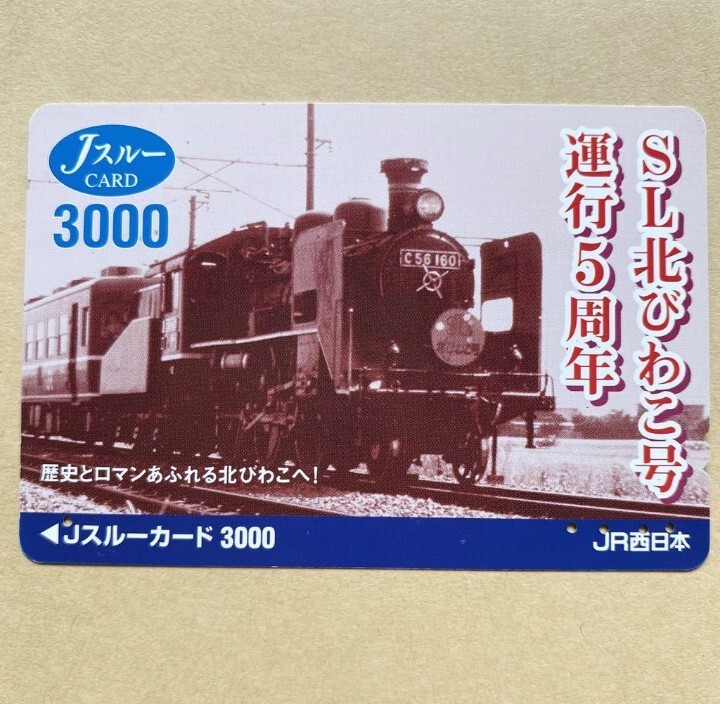 Jスルー
CARD
3000
SL北びわこ号
運行5周年
C56 160
歴史とロマンあふれる北びわこへ!
◀Jスルーカード 3000
JR西日本